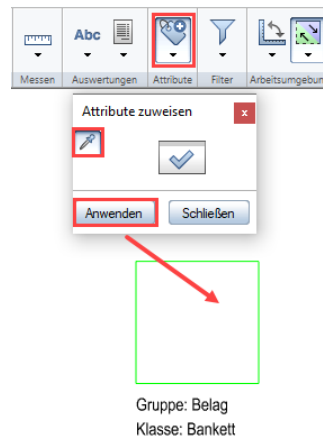 Abc
Messen Auswertungen Attribute Filter Arbeitsumgebun
Attribute zuweisen x
Anwenden Schließen
Gruppe: Belag
Klasse: Bankett